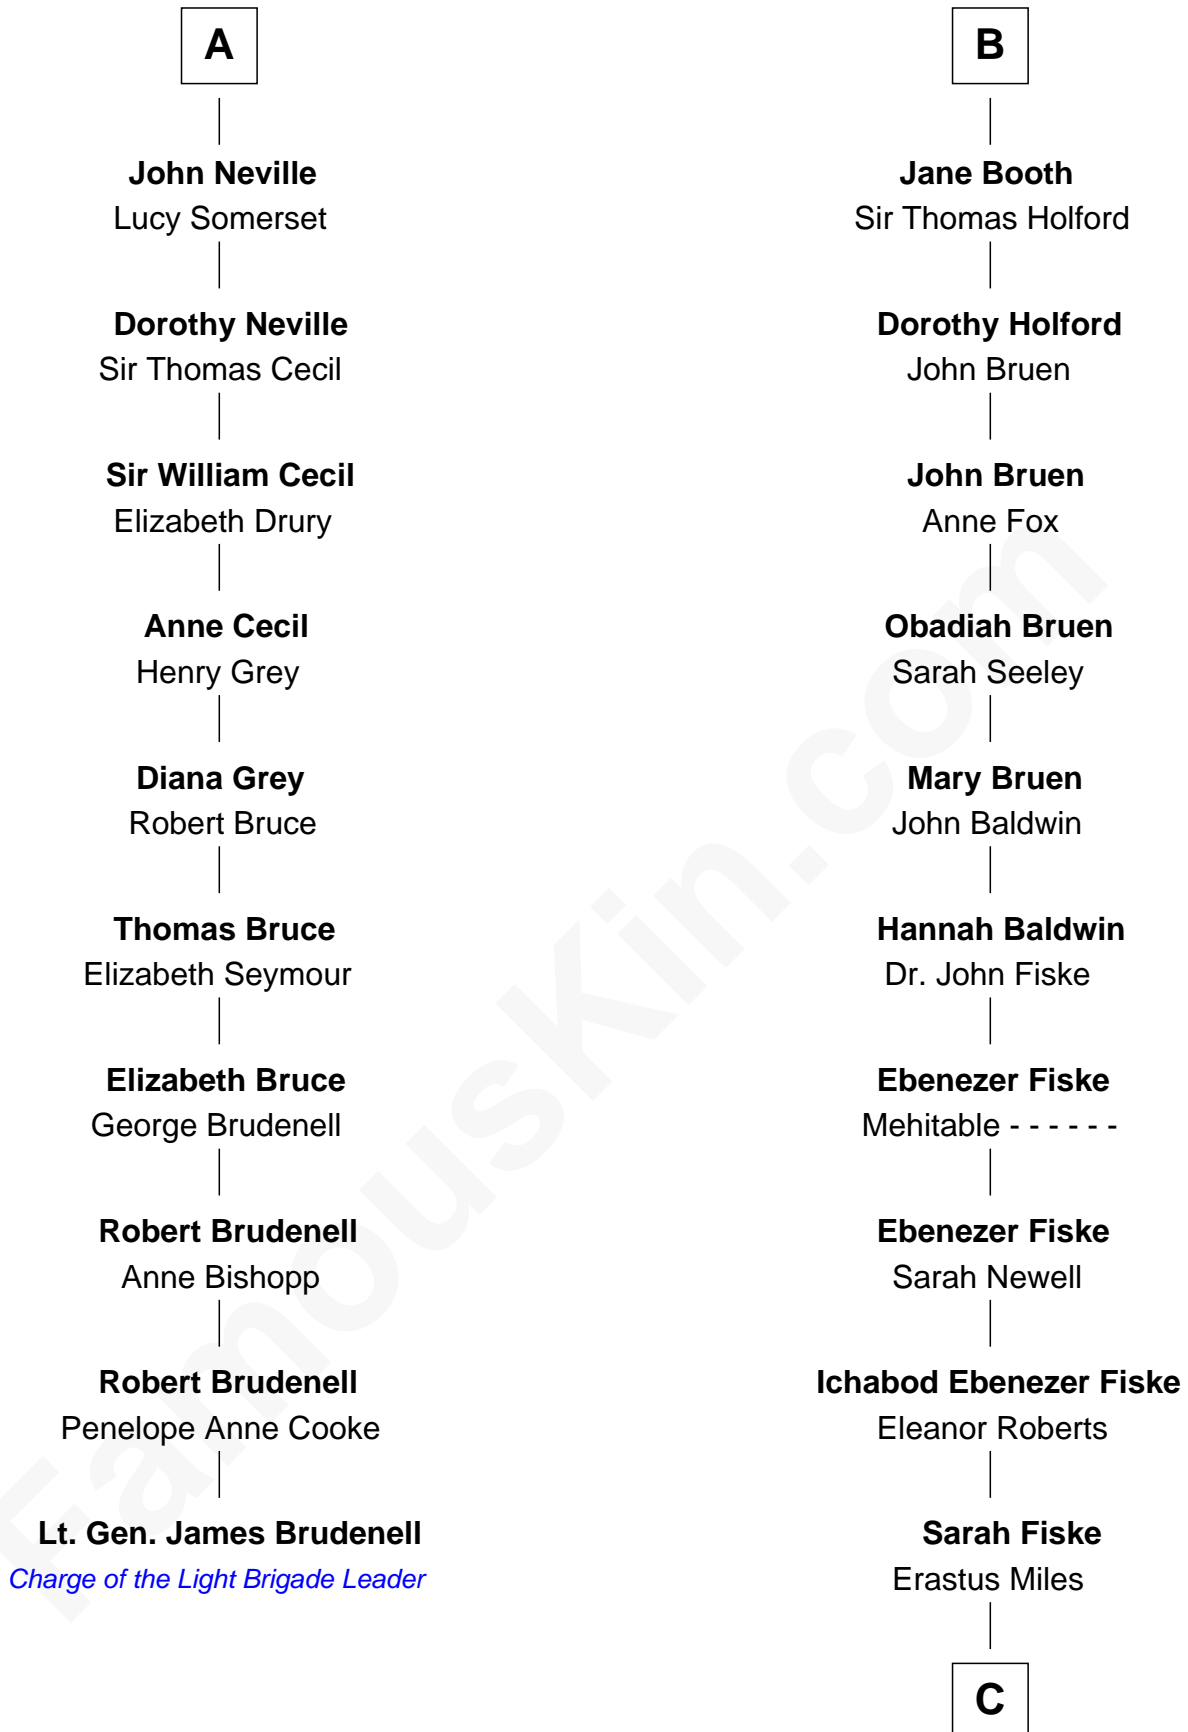 A
John Neville
Lucy Somerset
Dorothy Neville
Sir Thomas Cecil
Sir William Cecil
Elizabeth Drury
Anne Cecil
Henry Grey
Diana Grey
Robert Bruce
Thomas Bruce
Elizabeth Seymour
Elizabeth Bruce
George Brudenell
Robert Brudenell
Anne Bishopp
Robert Brudenell
Penelope Anne Cooke
Lt. Gen. James Brudenell
Charge of the Light Brigade Leader
B
Jane Booth
Sir Thomas Holford
Dorothy Holford
John Bruen
John Bruen
Anne Fox
Obadiah Bruen
Sarah Seeley
Mary Bruen
John Baldwin
Hannah Baldwin
Dr. John Fiske
Ebenezer Fiske
Mehitable - - - - - -
Ebenezer Fiske
Sarah Newell
Ichabod Ebenezer Fiske
Eleanor Roberts
Sarah Fiske
Erastus Miles
C
FamousKin.com